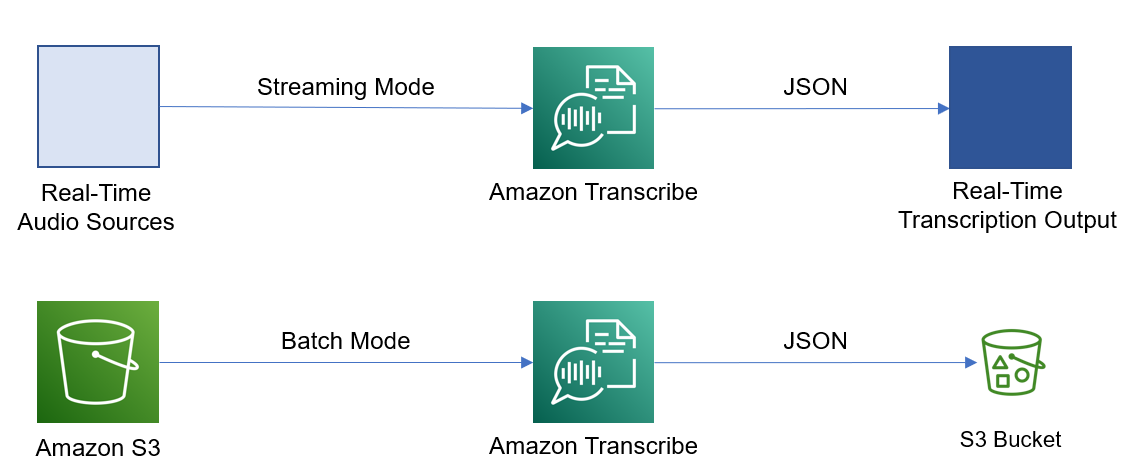 Streaming Mode
JSON
Real-Time
Audio Sources
Amazon Transcribe
Real-Time
Transcription Output
Batch Mode
JSON
Amazon S3
Amazon Transcribe
S3 Bucket